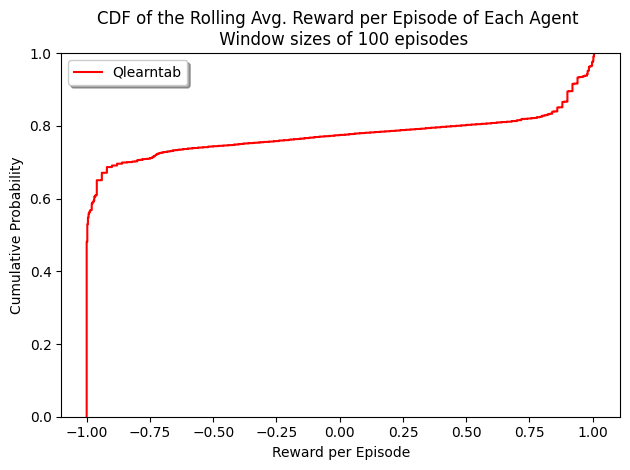 CDF of the Rolling Avg. Reward per Episode of Each Agent
Window sizes of 100 episodes
Qlearntab
Cumulative Probability
1.0
0.8
0.6
0.4
0.2
0.0
−1.00 −0.75 −0.50 −0.25 0.00 0.25 0.50 0.75 1.00
Reward per Episode